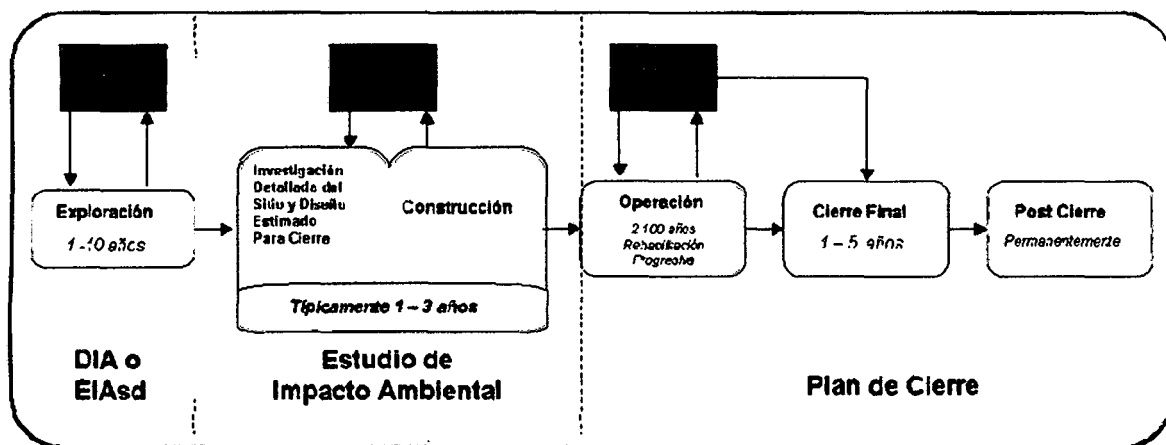 Exploración
1 -10 años
Investigación
Detallada del
Sitio y Diseño
Estimado
Para Cierre
Construcción
Típicamente 1 – 3 años
Operación
2 100 años
Rehabilitación
Progresiva
Cierre Final
1 – 5 años
Post Cierre
Permanentemente
DIA o
EIAsd
Estudio de
Impacto Ambiental
Plan de Cierre